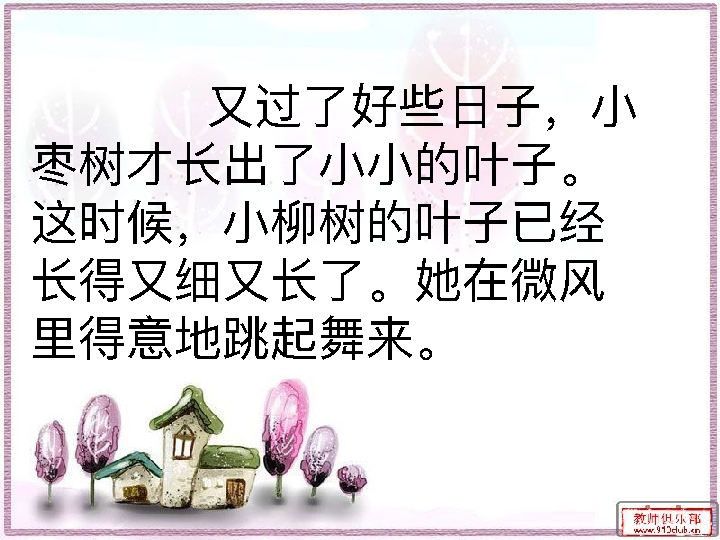 又过了好些日子，小
枣树才长出了小小的叶子。
这时候，小柳树的叶子已经
长得又细又长了。她在微风
里得意地跳起舞来。
教师俱乐部
www.910club.cn